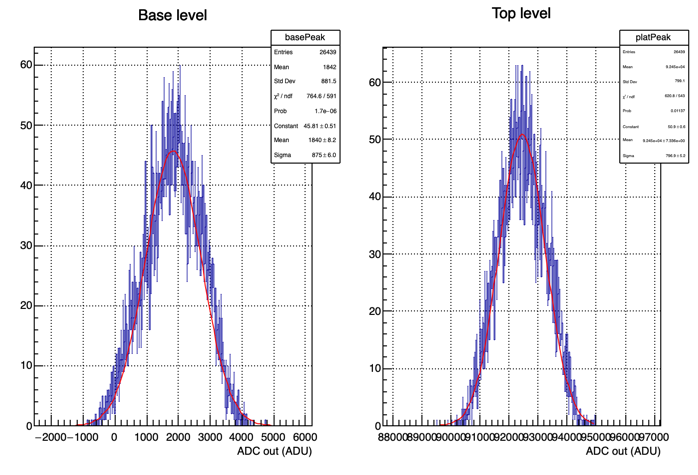 Base level
basePeak
Entries 26439
Mean 1842
Std Dev 881.5
χ² / ndf 764.6 / 591
Prob 1.7e−06
Constant 45.81 ± 0.51
Mean 1840 ± 8.2
Sigma 875 ± 6.0
60
50
40
30
20
10
0
−2000 −1000 0 1000 2000 3000 4000 5000 6000
ADC out (ADU)
Top level
platPeak
Entries 26439
Mean 9.245e+04
Std Dev 799.1
χ² / ndf 620.8 / 543
Prob 0.01137
Constant 50.9 ± 0.6
Mean 9.245e+04 ± 7.536e+00
Sigma 796.9 ± 5.2
60
50
40
30
20
10
0
88000 89000 90000 91000 92000 93000 94000 95000 96000 97000
ADC out (ADU)